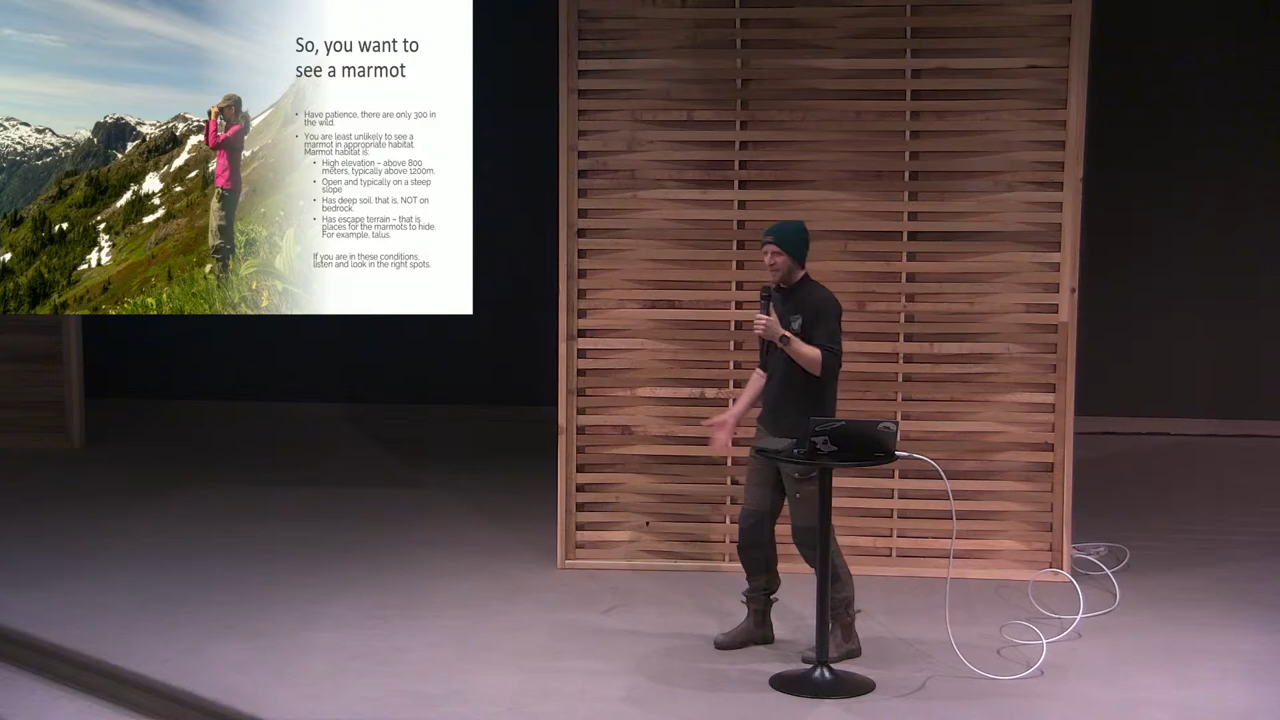 So, you want to
see a marmot
• Have patience, there are only 300 in
the wild.
• You are least unlikely to see a
marmot in appropriate habitat.
Marmot habitat is:
• High elevation – above 800
meters, typically above 1200m.
• Open and typically on a steep
slope
• Has deep soil, that is, NOT on
bedrock.
• Has escape terrain – that is
places for the marmots to hide.
For example, talus.
If you are in these conditions,
listen and look in the right spots.